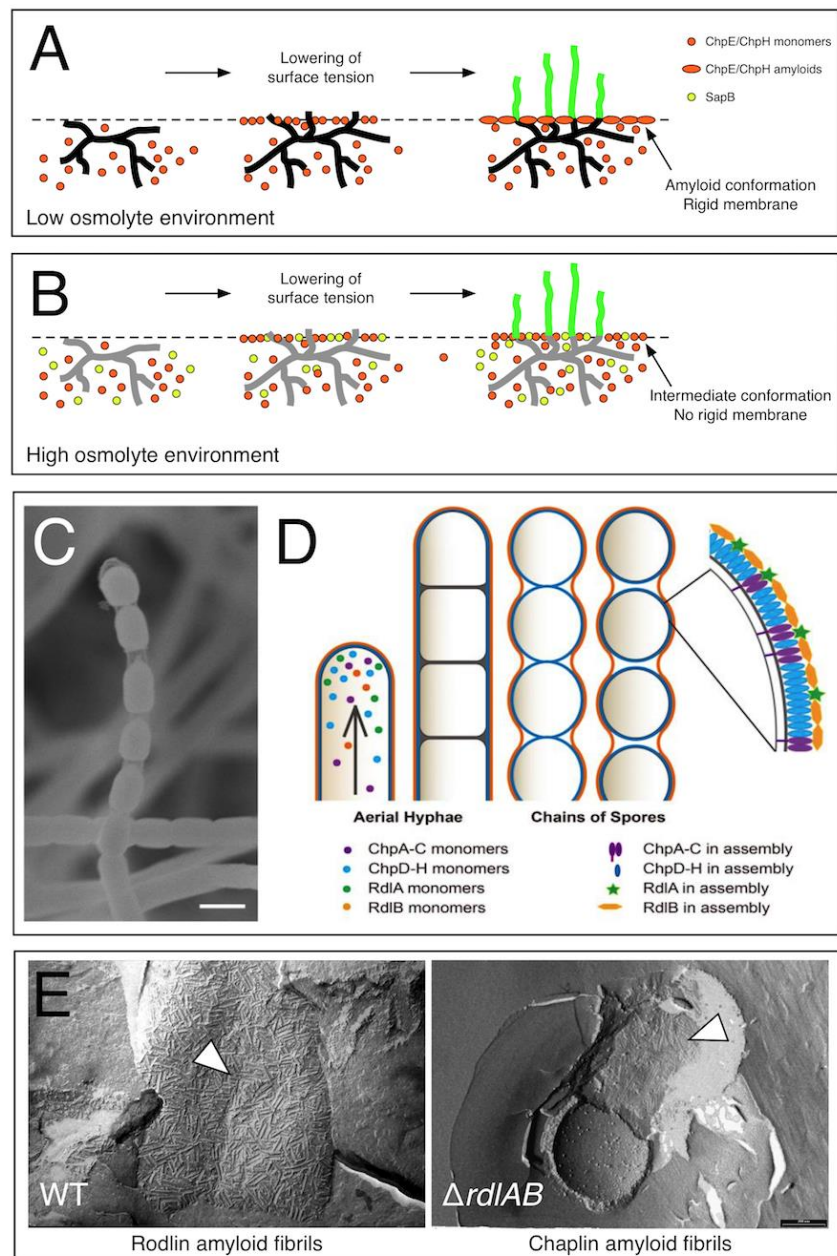 A
Lowering of
surface tension
ChpE/ChpH monomers
ChpE/ChpH amyloids
SapB
Amyloid conformation
Rigid membrane
Low osmolyte environment
B
Lowering of
surface tension
Intermediate conformation
No rigid membrane
High osmolyte environment
C
D
Aerial Hyphae
Chains of Spores
ChpA-C monomers
ChpD-H monomers
RdlA monomers
RdlB monomers
ChpA-C in assembly
ChpD-H in assembly
RdlA in assembly
RdlB in assembly
E
WT
ΔrdlAB
Rodlin amyloid fibrils
Chaplin amyloid fibrils